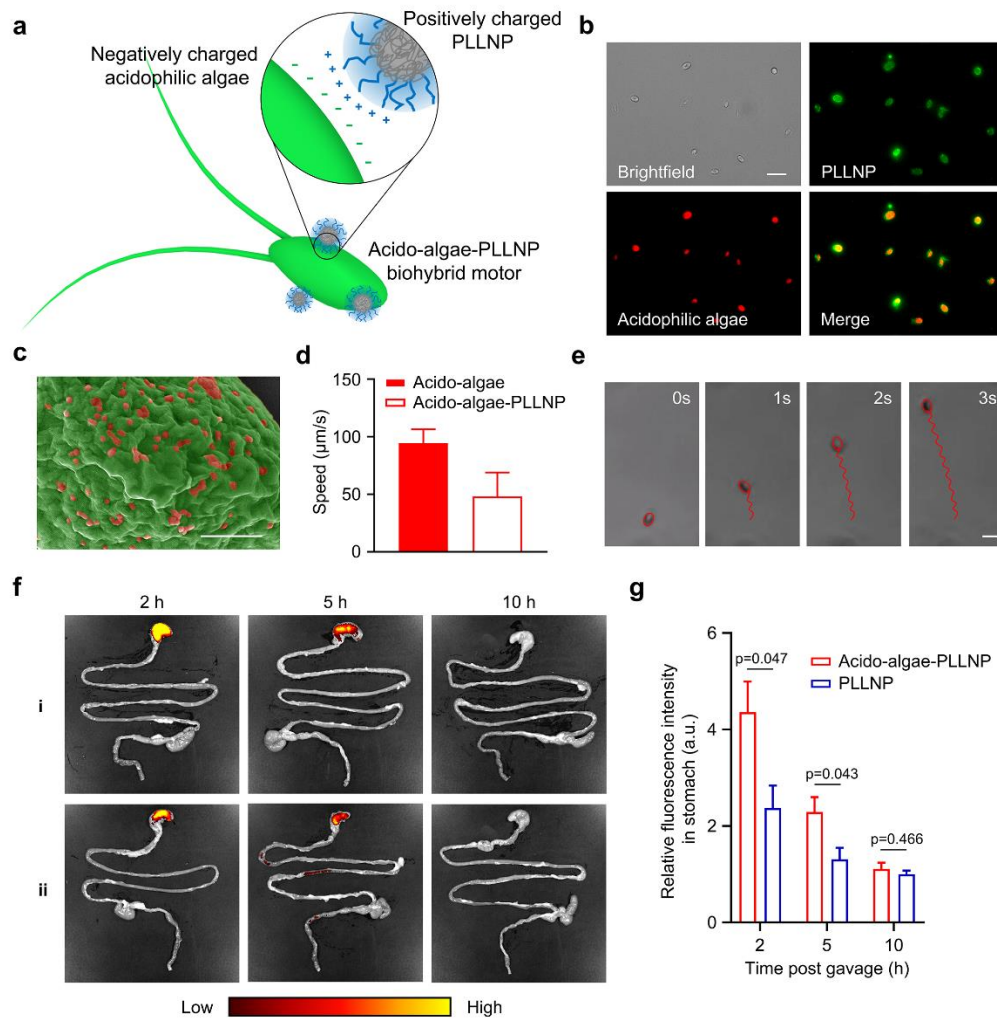 a
Negatively charged
acidophilic algae
Positively charged
PLLNP
- - - - - - - -
+ + + + + + + +
Acido-algae-PLLNP
biohybrid motor
b
Brightfield
PLLNP
Acidophilic algae
Merge
c
d
150
100
50
0
Speed (µm/s)
Acido-algae
Acido-algae-PLLNP
e
0s
1s
2s
3s
f
2 h
5 h
10 h
i
ii
Low
High
g
Relative fluorescence intensity
in stomach (a.u.)
6
4
2
0
Acido-algae-PLLNP
PLLNP
p=0.047
p=0.043
p=0.466
2
5
10
Time post gavage (h)